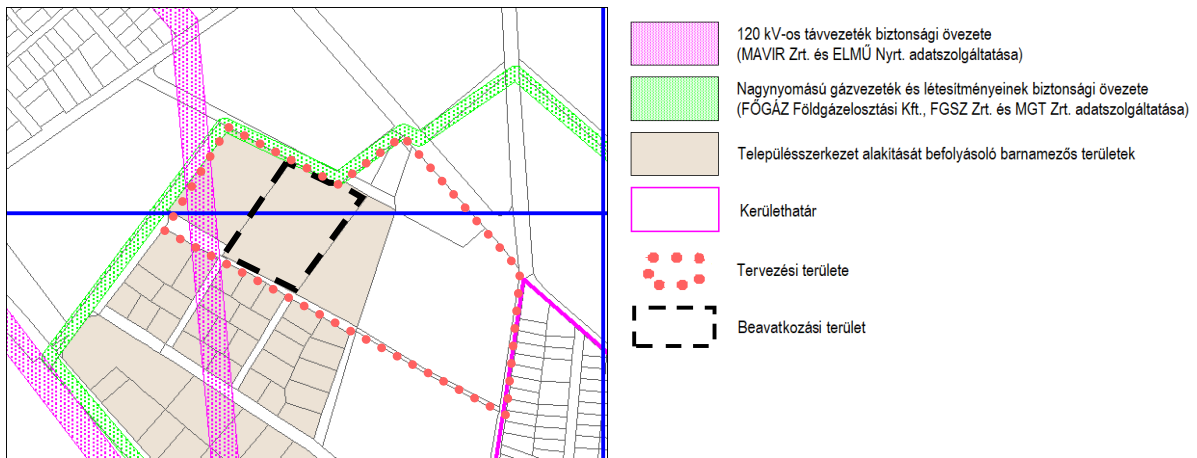 120 kV-os távvezeték biztonsági övezete
(MAVIR Zrt. és ELMŰ Nyrt. adatszolgáltatása)
Nagynyomású gázvezeték és létesítményeinek biztonsági övezete
(FŐGÁZ Földgázelosztási Kft., FGSZ Zrt. és MGT Zrt. adatszolgáltatása)
Településszerkezet alakítását befolyásoló barnamezős területek
Kerülethatár
Tervezési területe
Beavatkozási terület